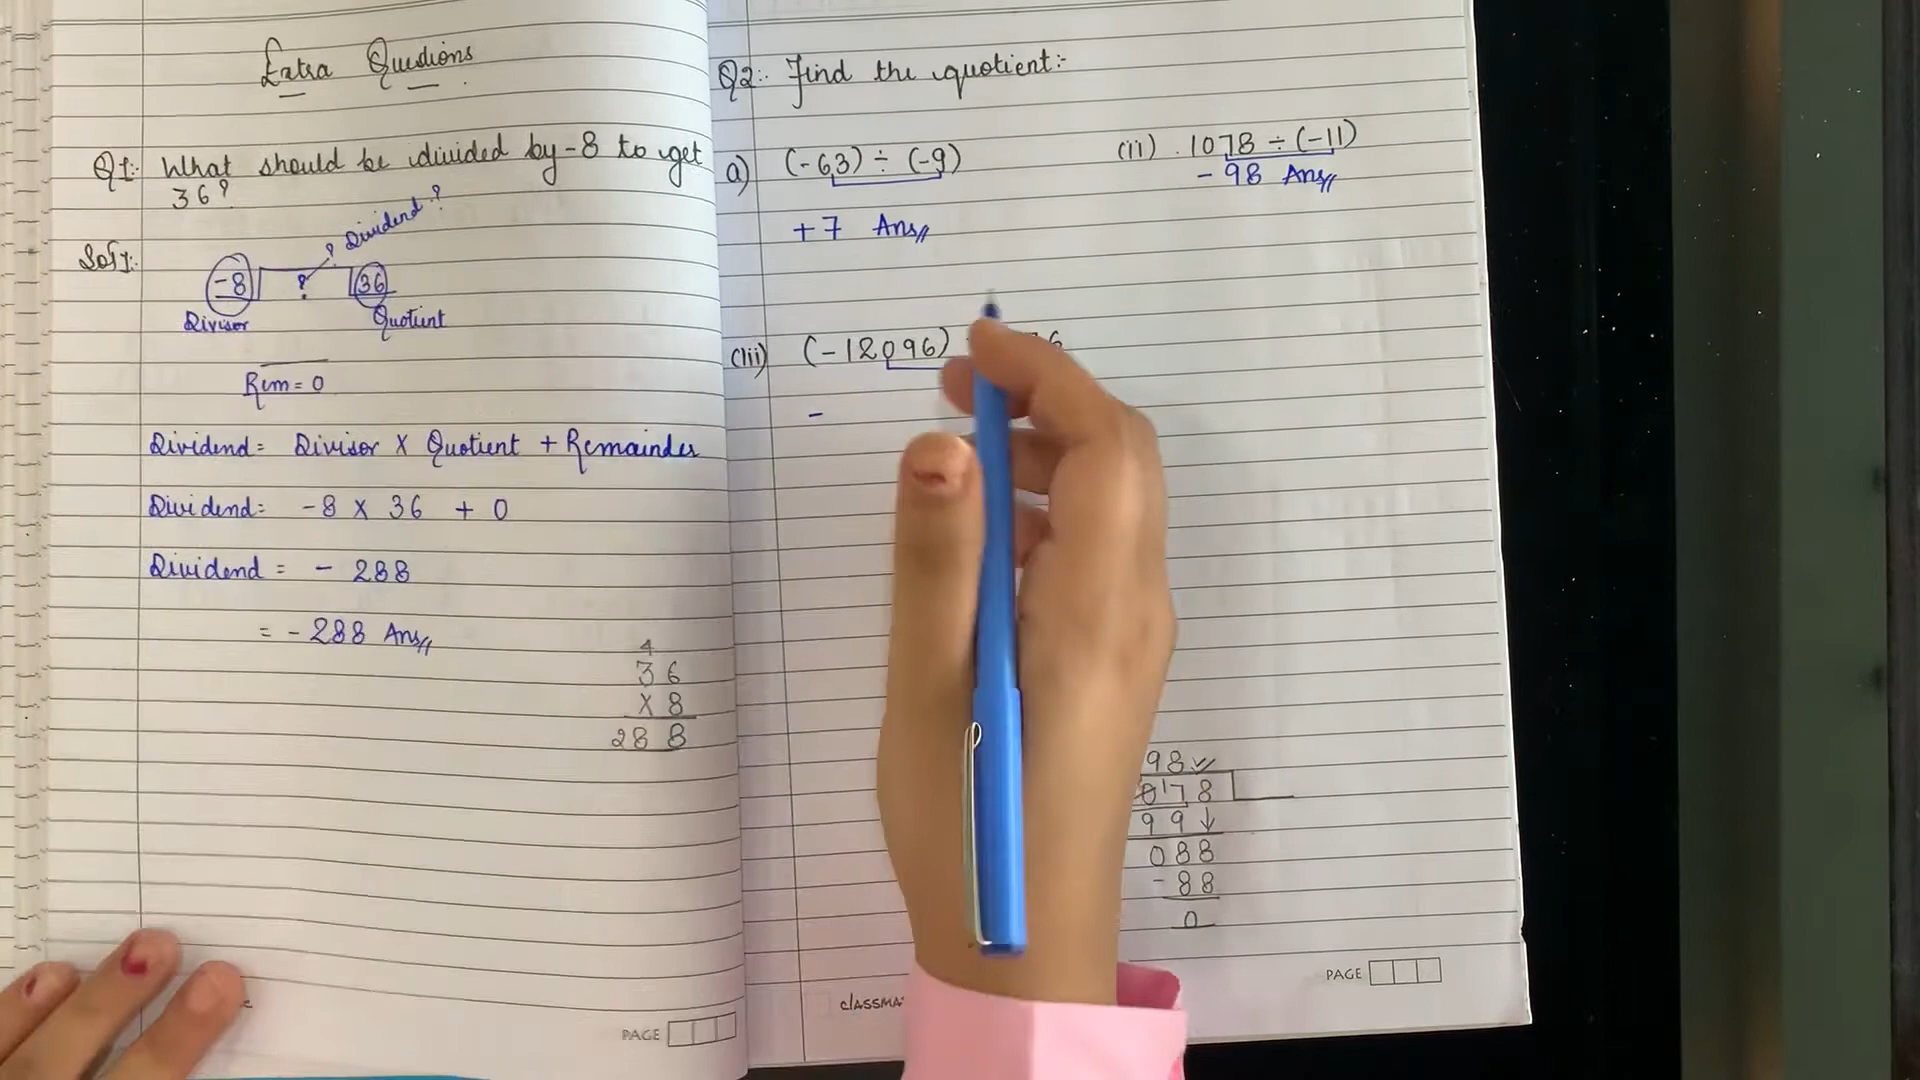 Extra Questions
Q1:- What should be divided by -8 to get
36?
Sol1:-
? Dividend?
-8 ? 36
Divisor Quotient
Rem = 0
Dividend = Divisor X Quotient + Remainder
Dividend = -8 X 36 + 0
Dividend = - 288
= - 288 Ans
4
36
X 8
288
PAGE
Q2:- Find the quotient:-
a) (-63) ÷ (-9)
+7 Ans
(ii) . 1078 ÷ (-11)
- 98 Ans
(iii) (-12096) 6
-
98
078
99
088
-88
0
PAGE